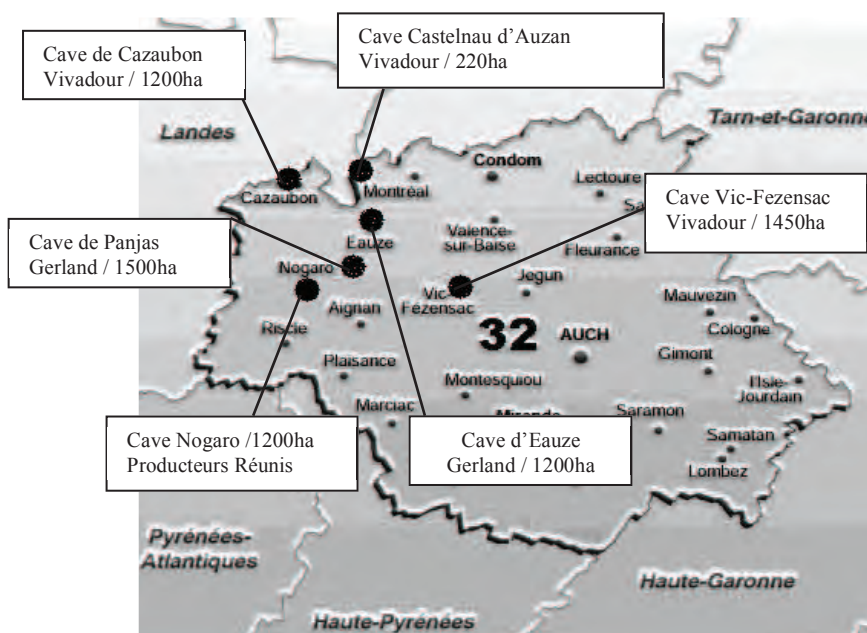 Cave de Cazaubon
Vivadour / 1200ha
Cave Castelnau d'Auzan
Vivadour / 220ha
Landes
Tarn-et-Garonne
Condom
Montréal
Cazaubon
Lectoure
Cave Vic-Fezensac
Vivadour / 1450ha
Cave de Panjas
Gerland / 1500ha
Eauze
Valence-
sur-Baïse
Fleurance
Nogaro
Vic-
Fézensac
Jegun
Mauvezin
Cologne
Aignan
Riscle
32
AUCH
Gimont
Plaisance
Montesquiou
l'Isle-
Jourdain
Marciac
Saramon
Samatan
Lombez
Cave Nogaro /1200ha
Producteurs Réunis
Cave d'Eauze
Gerland / 1200ha
Pyrénées-
Atlantiques
Haute-Garonne
Haute-Pyrénées